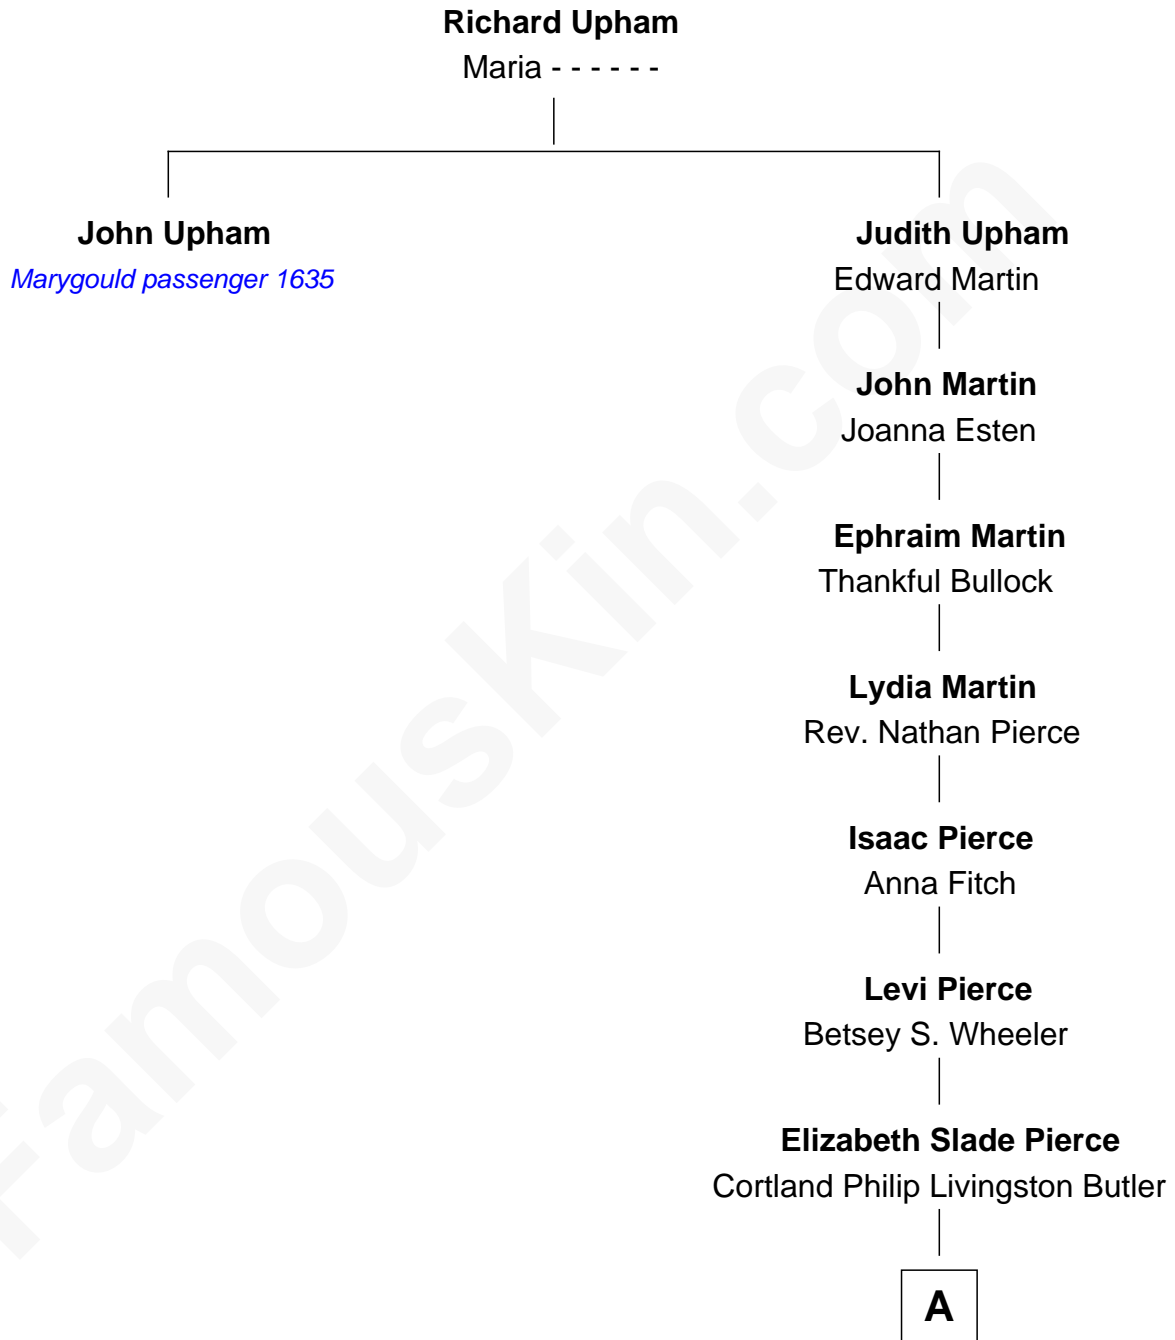 Richard Upham
Maria - - - - - -
John Upham
Marygould passenger 1635
Judith Upham
Edward Martin
John Martin
Joanna Esten
Ephraim Martin
Thankful Bullock
Lydia Martin
Rev. Nathan Pierce
Isaac Pierce
Anna Fitch
Levi Pierce
Betsey S. Wheeler
Elizabeth Slade Pierce
Cortland Philip Livingston Butler
A
FamousKin.com